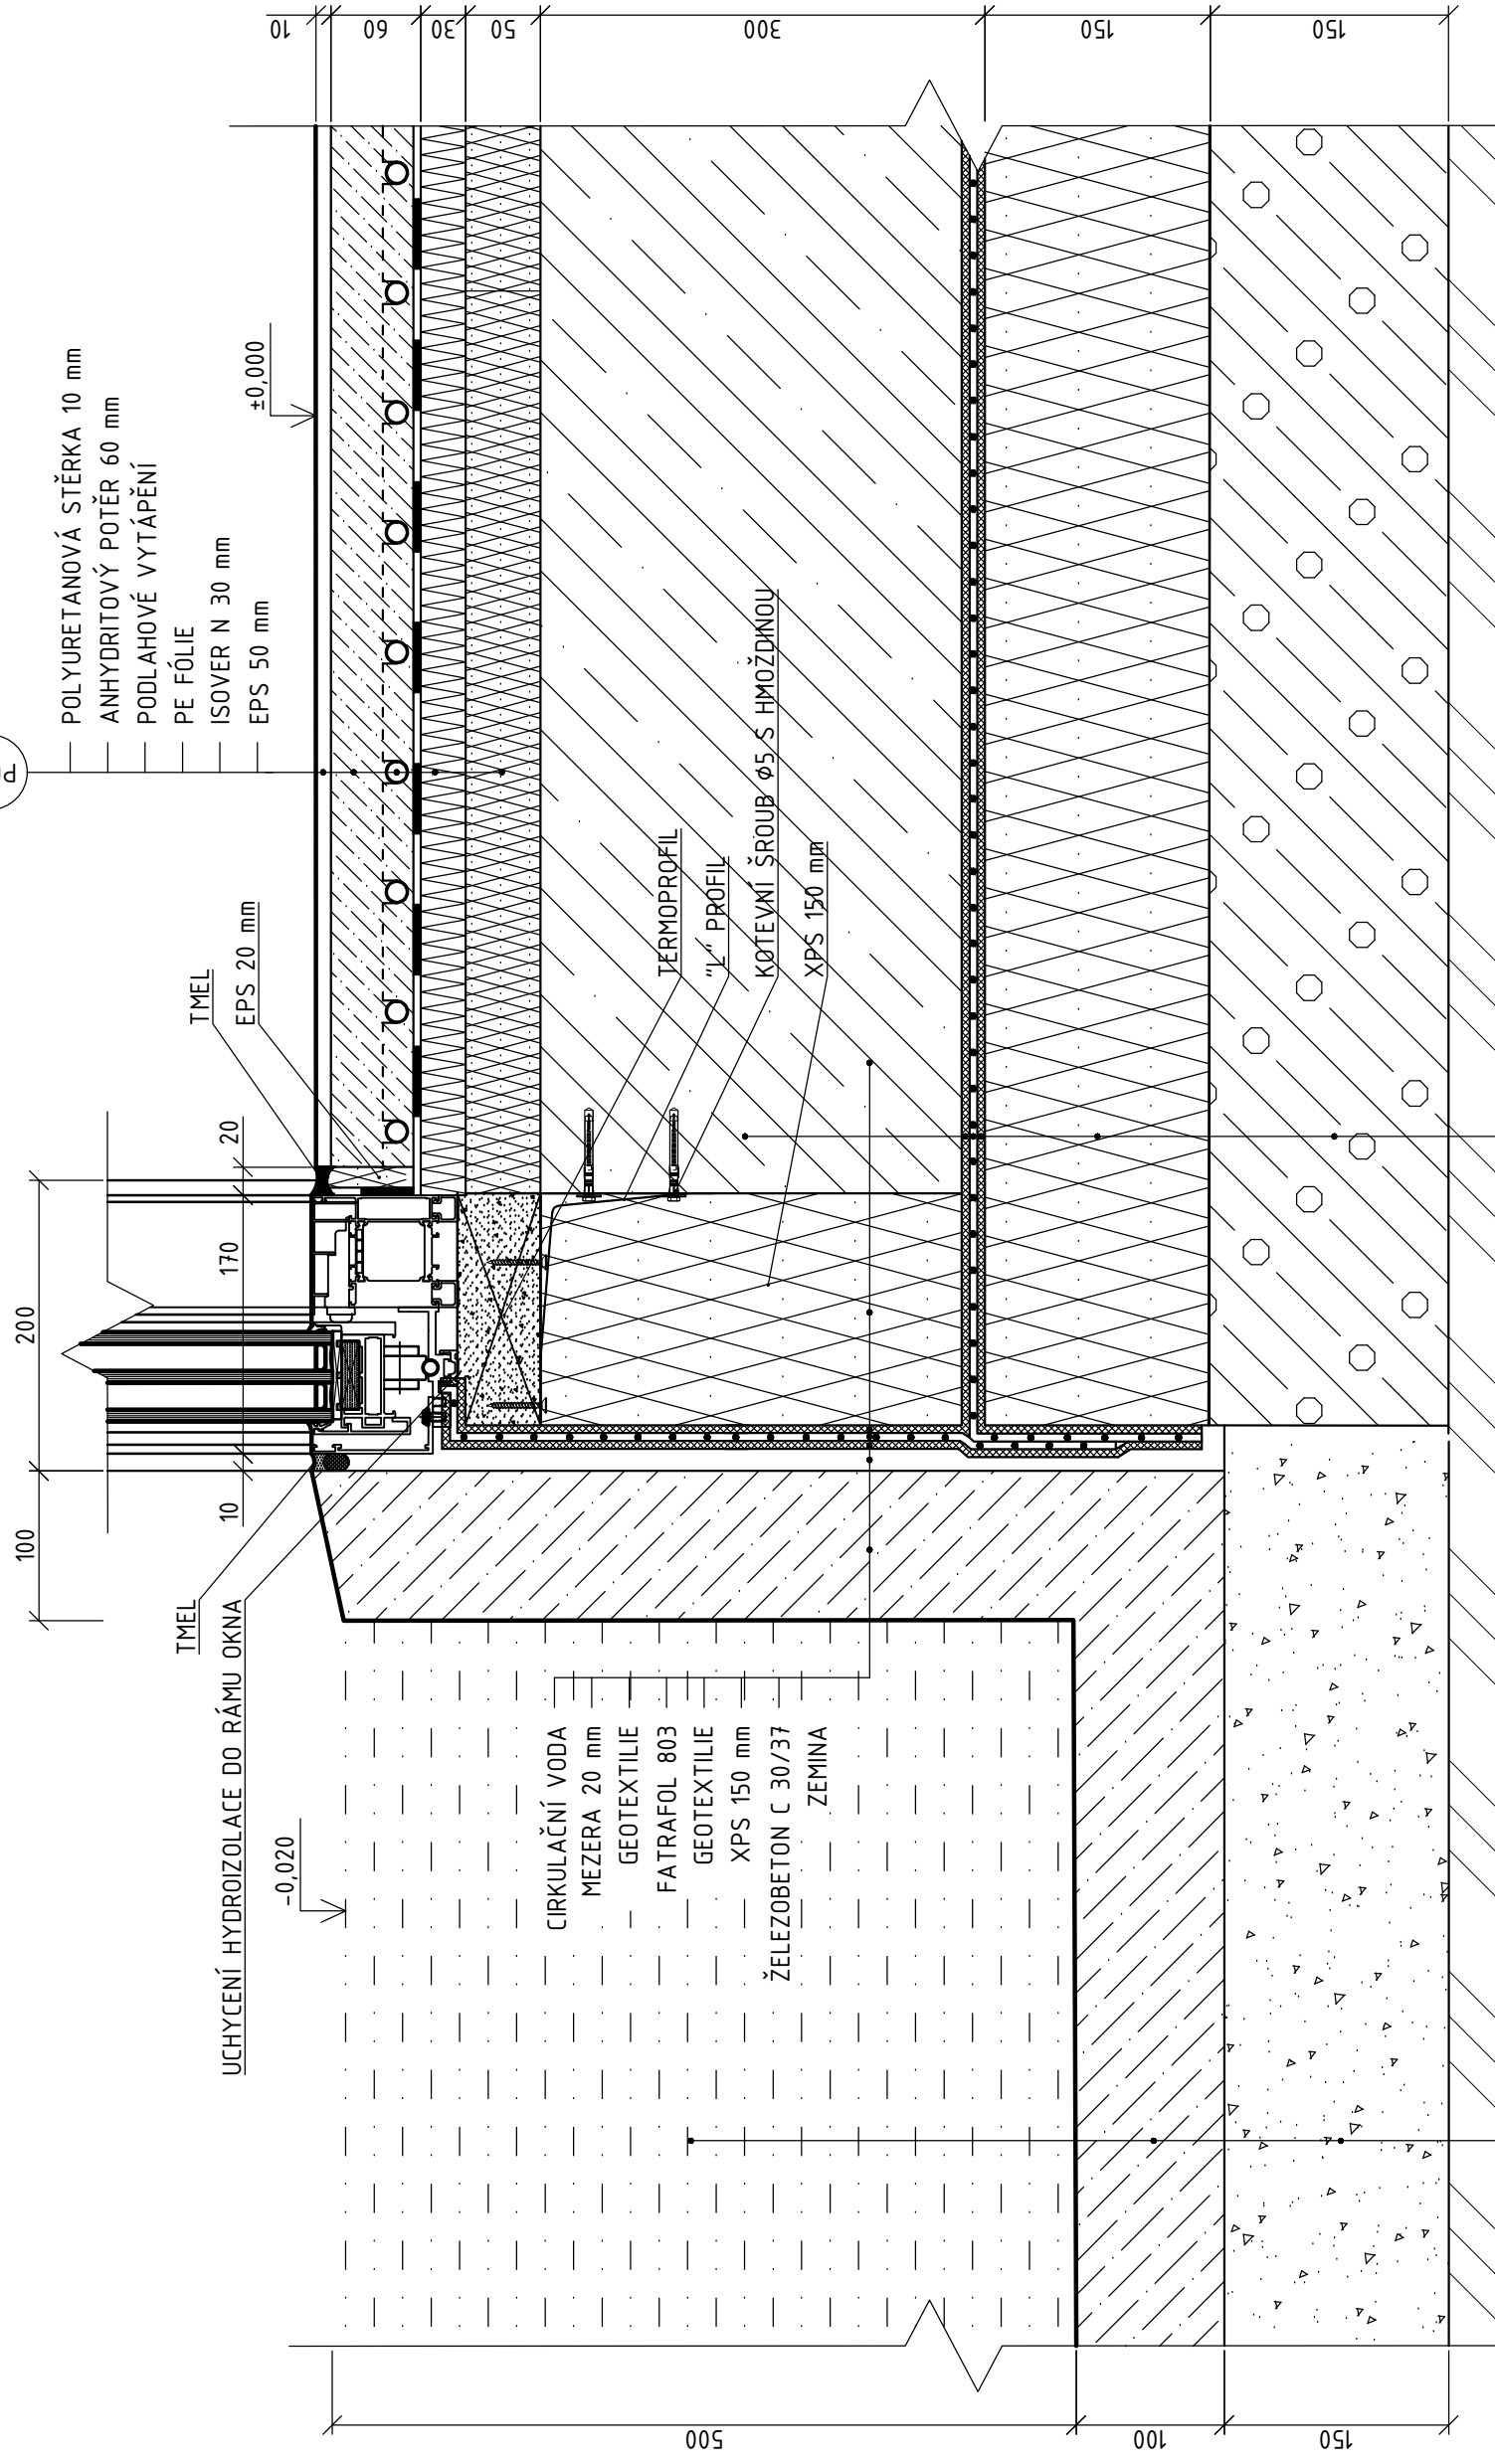 POLYURETANOVÁ STĚRKA 10 mm
ANHYDRITOVÝ POTĚR 60 mm
PODLAHOVÉ VYTÁPĚNÍ
PE FÓLIE
ISOVER N 30 mm
EPS 50 mm
±0,000
TMEL
EPS 20 mm
20
170
200
10
100
TMEL
UCHYCENÍ HYDROIZOLACE DO RÁMU OKNA
-0,020
TERMOPROFIL
"L" PROFIL
KOTEVNÍ ŠROUB Ø5 S HMOŽDINOU
XPS 150 mm
CIRKULAČNÍ VODA
MEZERA 20 mm
GEOTEXTILIE
FATRAFOL 803
GEOTEXTILIE
XPS 150 mm
ŽELEZOBETON C 30/37
ZEMINA
10
60
30
50
300
150
150
500
100
150